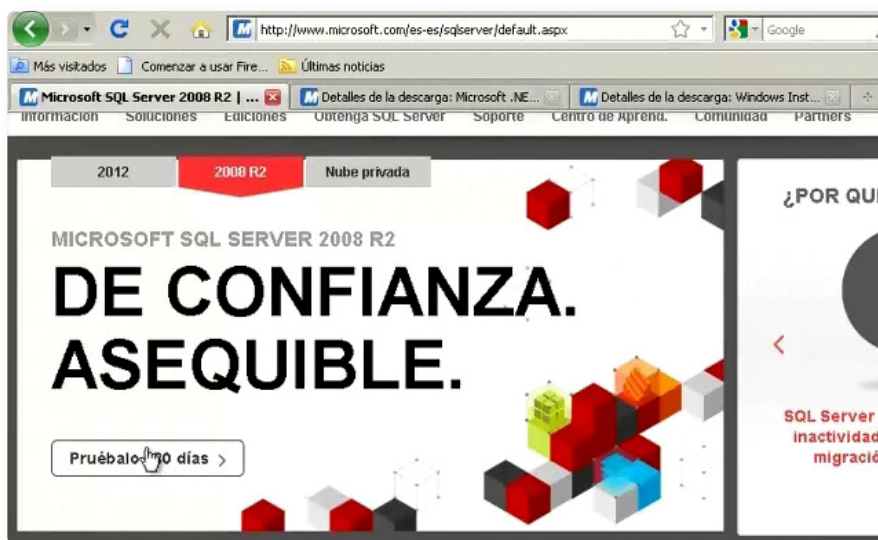 http://www.microsoft.com/es-es/sqlserver/default.aspx
Google
Más visitados Comenzar a usar Fire... Últimas noticias
Microsoft SQL Server 2008 R2 | ... Detalles de la descarga: Microsoft .NE... Detalles de la descarga: Windows Inst...
Información Soluciones Ediciones Obtenga SQL Server Soporte Centro de Aprend. Comunidad Partners
2012 2008 R2 Nube privada
MICROSOFT SQL SERVER 2008 R2
DE CONFIANZA.
ASEQUIBLE.
Pruébalo días >
¿POR QU
SQL Server
inactividad
migració